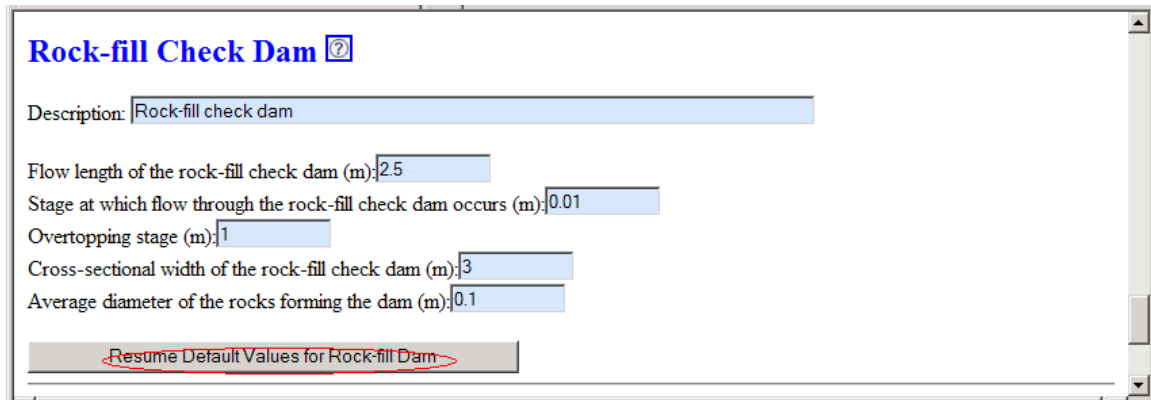 Rock-fill Check Dam ?
Description: Rock-fill check dam
Flow length of the rock-fill check dam (m): 2.5
Stage at which flow through the rock-fill check dam occurs (m): 0.01
Overtopping stage (m): 1
Cross-sectional width of the rock-fill check dam (m): 3
Average diameter of the rocks forming the dam (m): 0.1
Resume Default Values for Rock-fill Dam